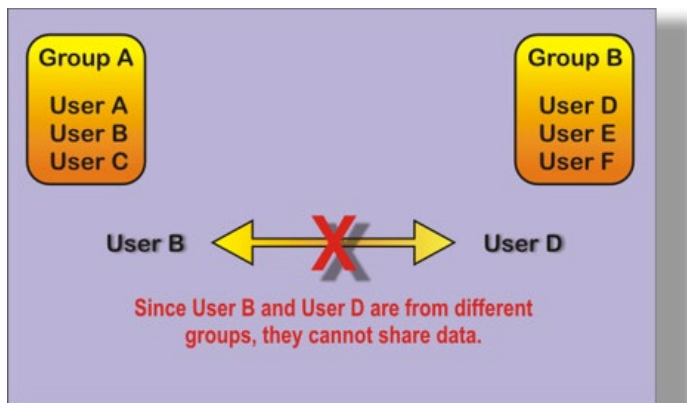 Group A
User A
User B
User C
Group B
User D
User E
User F
User B
X
User D
Since User B and User D are from different
groups, they cannot share data.